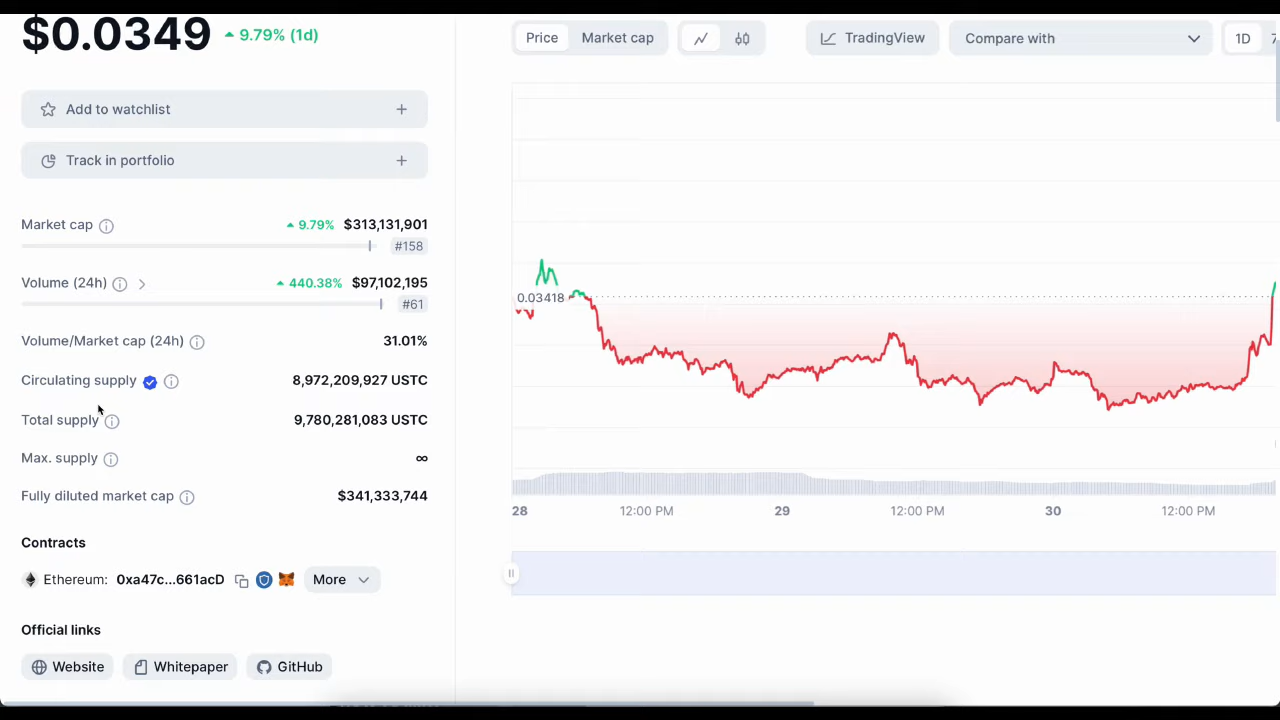 $0.0349 9.79% (1d)
Add to watchlist +
Track in portfolio +
Market cap 9.79% $313,131,901
#158
Volume (24h) 440.38% $97,102,195
#61
Volume/Market cap (24h) 31.01%
Circulating supply 8,972,209,927 USTC
Total supply 9,780,281,083 USTC
Max. supply ∞
Fully diluted market cap $341,333,744
Contracts
Ethereum: 0xa47c...661acD More
Official links
Website Whitepaper GitHub
Price Market cap TradingView Compare with 1D 7
0.03418
28 12:00 PM 29 12:00 PM 30 12:00 PM